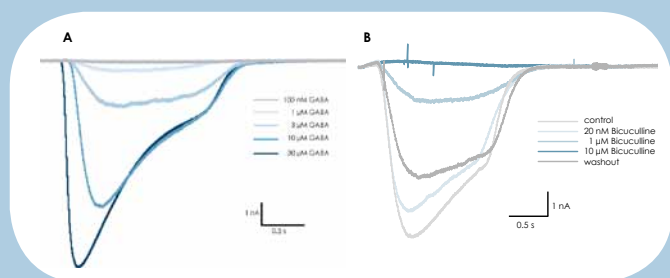 A
B
100 nM GABA
1 µM GABA
3 µM GABA
10 µM GABA
30 µM GABA
1 nA
0.5 s
control
20 nM Bicuculline
1 µM Bicuculline
10 µM Bicuculline
washout
1 nA
0.5 s